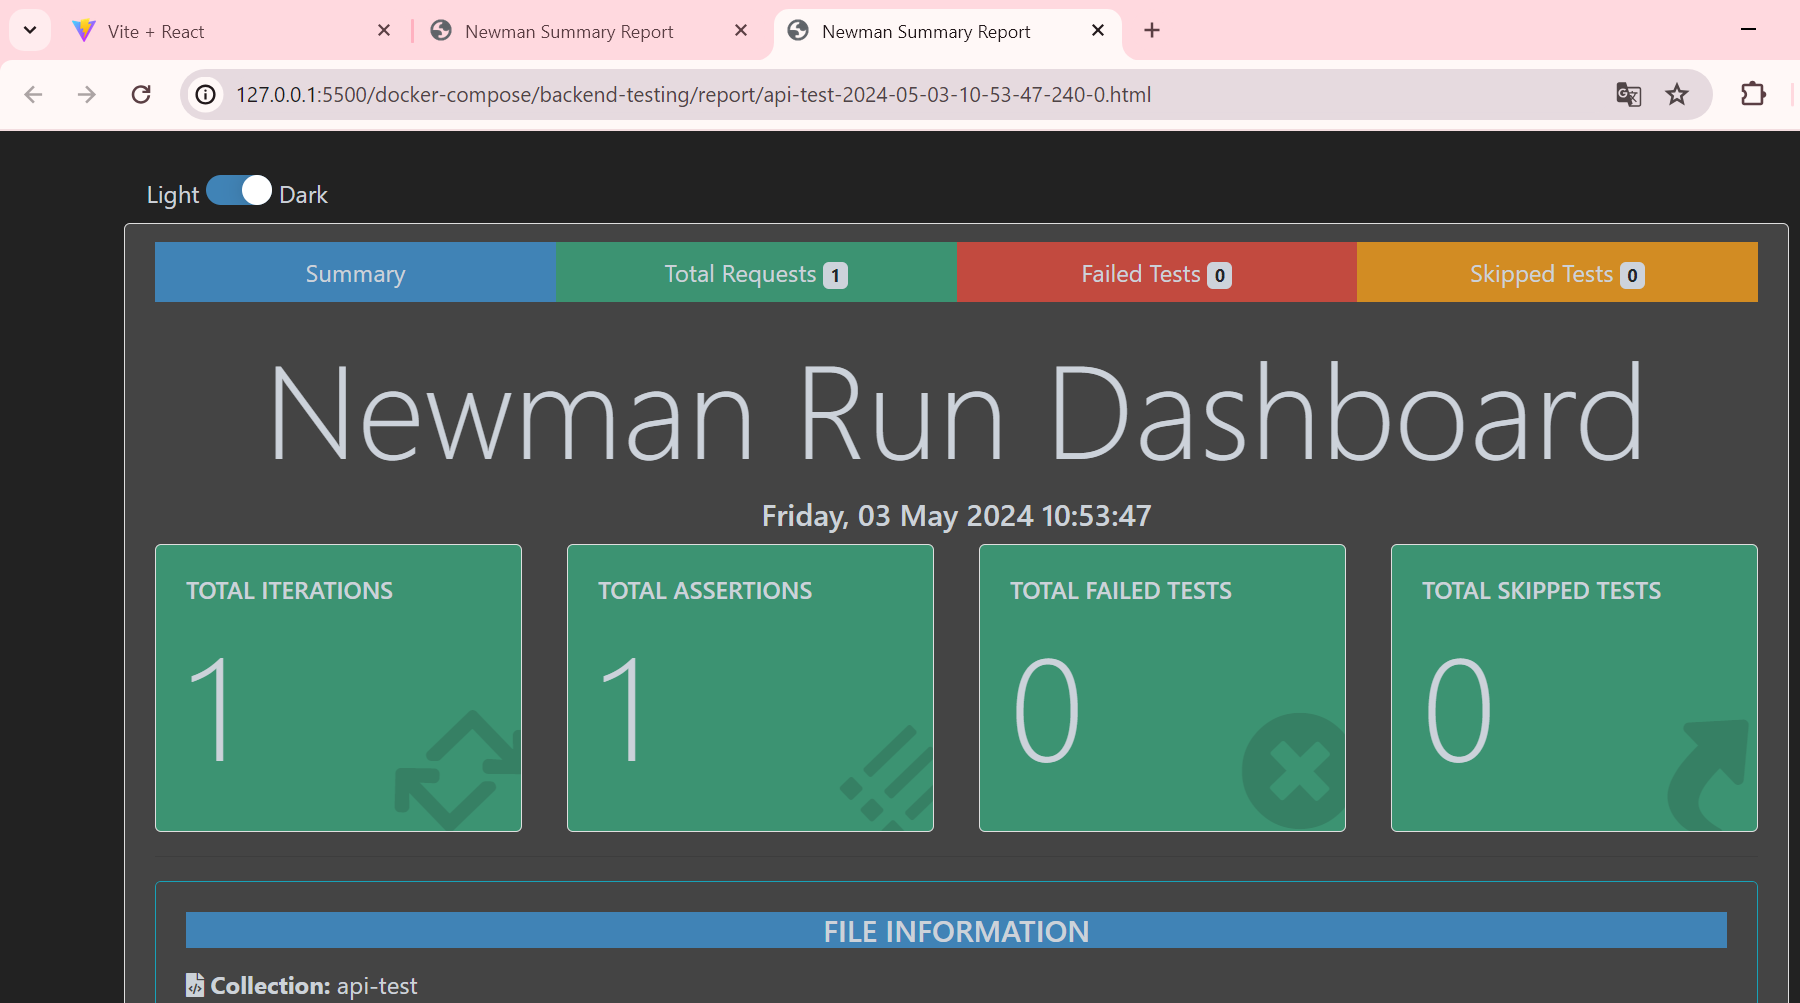 Vite + React
Newman Summary Report
Newman Summary Report
127.0.0.1:5500/docker-compose/backend-testing/report/api-test-2024-05-03-10-53-47-240-0.html
Light Dark
Summary
Total Requests 1
Failed Tests 0
Skipped Tests 0
Newman Run Dashboard
Friday, 03 May 2024 10:53:47
TOTAL ITERATIONS
1
TOTAL ASSERTIONS
1
TOTAL FAILED TESTS
0
TOTAL SKIPPED TESTS
0
FILE INFORMATION
Collection: api-test